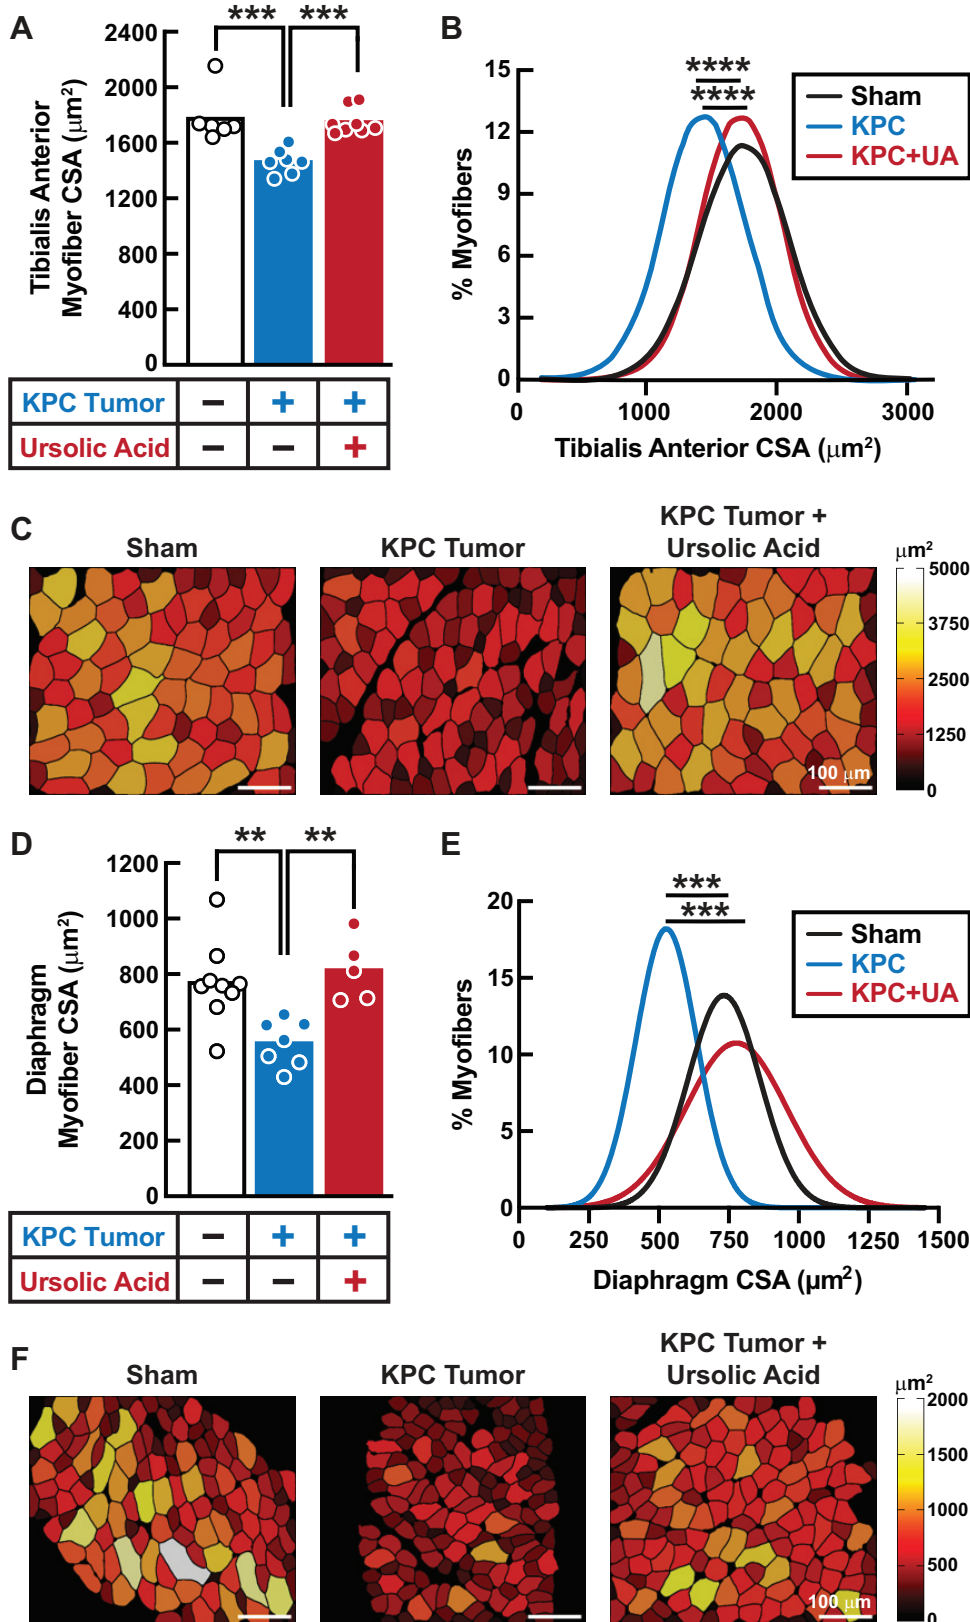 A
*** ***
2400
2000
1600
1200
800
400
0
Tibialis Anterior
Myofiber CSA (μm²)
KPC Tumor − + +
Ursolic Acid − − +
B
****
****
Sham
KPC
KPC+UA
15
12
9
6
3
0
% Myofibers
0 1000 2000 3000
Tibialis Anterior CSA (μm²)
C
Sham
KPC Tumor
KPC Tumor +
Ursolic Acid
μm²
5000
3750
2500
1250
0
100 μm
D
** **
1200
1000
800
600
400
200
0
Diaphragm
Myofiber CSA (μm²)
KPC Tumor − + +
Ursolic Acid − − +
E
***
***
Sham
KPC
KPC+UA
20
15
10
5
0
% Myofibers
0 250 500 750 1000 1250 1500
Diaphragm CSA (μm²)
F
Sham
KPC Tumor
KPC Tumor +
Ursolic Acid
μm²
2000
1500
1000
500
0
100 μm